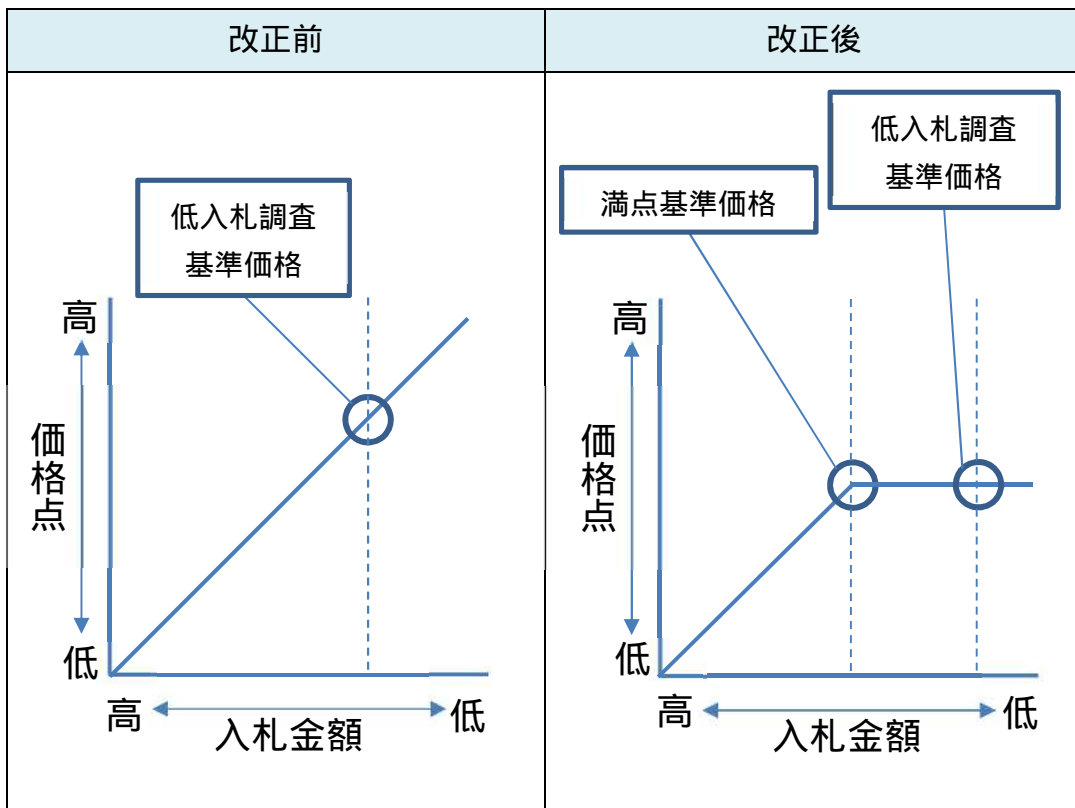 改正前
改正後
低入札調査
基準価格
高
価格点
低
高
入札金額
低
満点基準価格
低入札調査
基準価格
高
価格点
低
高
入札金額
低